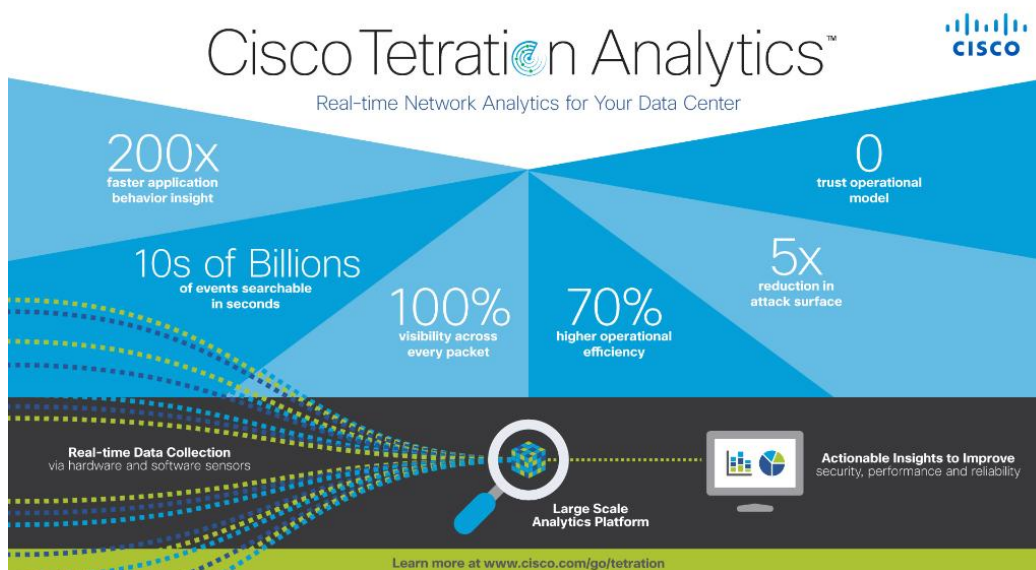 Cisco Tetration Analytics™
CISCO
Real-time Network Analytics for Your Data Center
200x
faster application
behavior insight
10s of Billions
of events searchable
in seconds
100%
visibility across
every packet
70%
higher operational
efficiency
5x
reduction in
attack surface
0
trust operational
model
Real-time Data Collection
via hardware and software sensors
Large Scale
Analytics Platform
Actionable Insights to Improve
security, performance and reliability
Learn more at www.cisco.com/go/tetration